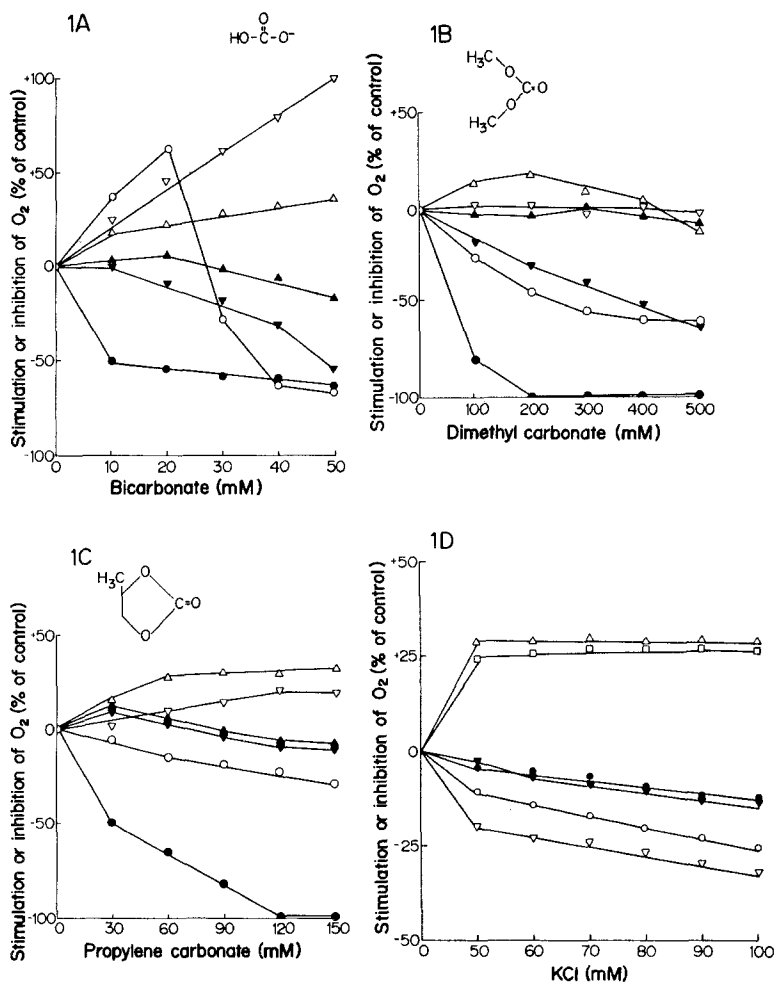 1A
O
HO-C-O⁻
Stimulation or inhibition of O₂ (% of control)
+100
+50
0
-50
-100
0 10 20 30 40 50
Bicarbonate (mM)
1B
H₃C
O
C=O
O
H₃C
Stimulation or inhibition of O₂ (% of control)
+50
0
-50
-100
0 100 200 300 400 500
Dimethyl carbonate (mM)
1C
H₃C
O
C=O
O
Stimulation or inhibition of O₂ (% of control)
+50
0
-50
-100
0 30 60 90 120 150
Propylene carbonate (mM)
1D
Stimulation or inhibition of O₂ (% of control)
+50
+25
0
-25
-50
0 50 60 70 80 90 100
KCl (mM)